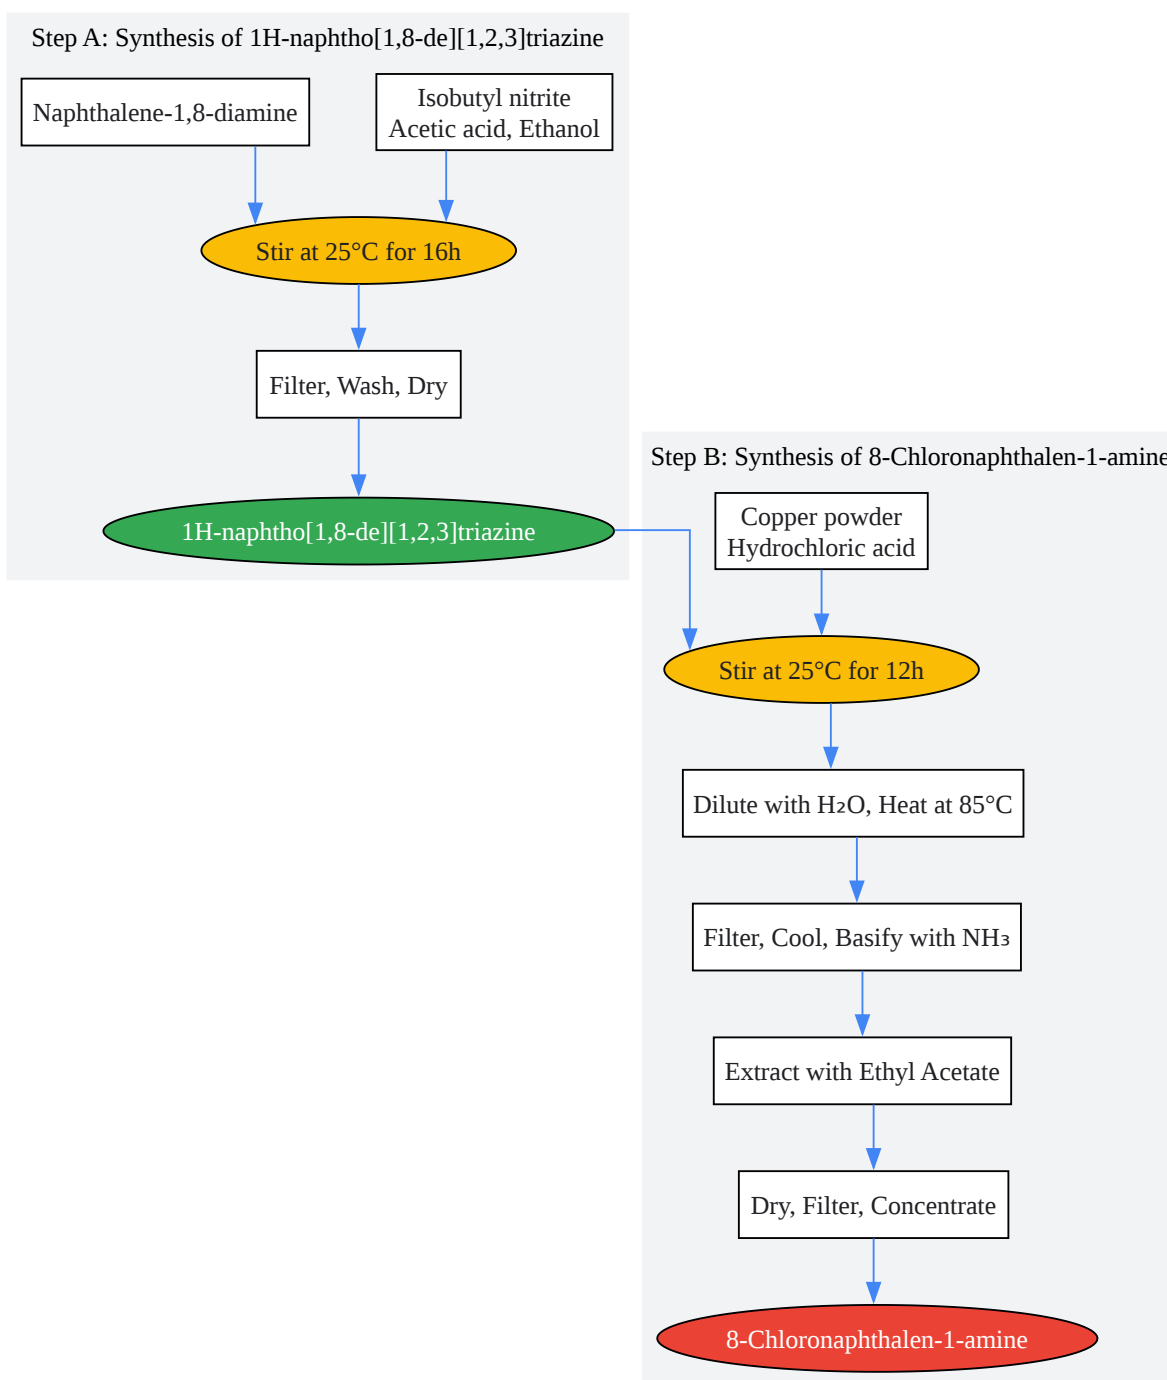 Step A: Synthesis of 1H-naphtho[1,8-de][1,2,3]triazine
Naphthalene-1,8-diamine
Isobutyl nitrite
Acetic acid, Ethanol
Stir at 25°C for 16h
Filter, Wash, Dry
1H-naphtho[1,8-de][1,2,3]triazine
Step B: Synthesis of 8-Chloronaphthalen-1-amine
Copper powder
Hydrochloric acid
Stir at 25°C for 12h
Dilute with H₂O, Heat at 85°C
Filter, Cool, Basify with NH₃
Extract with Ethyl Acetate
Dry, Filter, Concentrate
8-Chloronaphthalen-1-amine